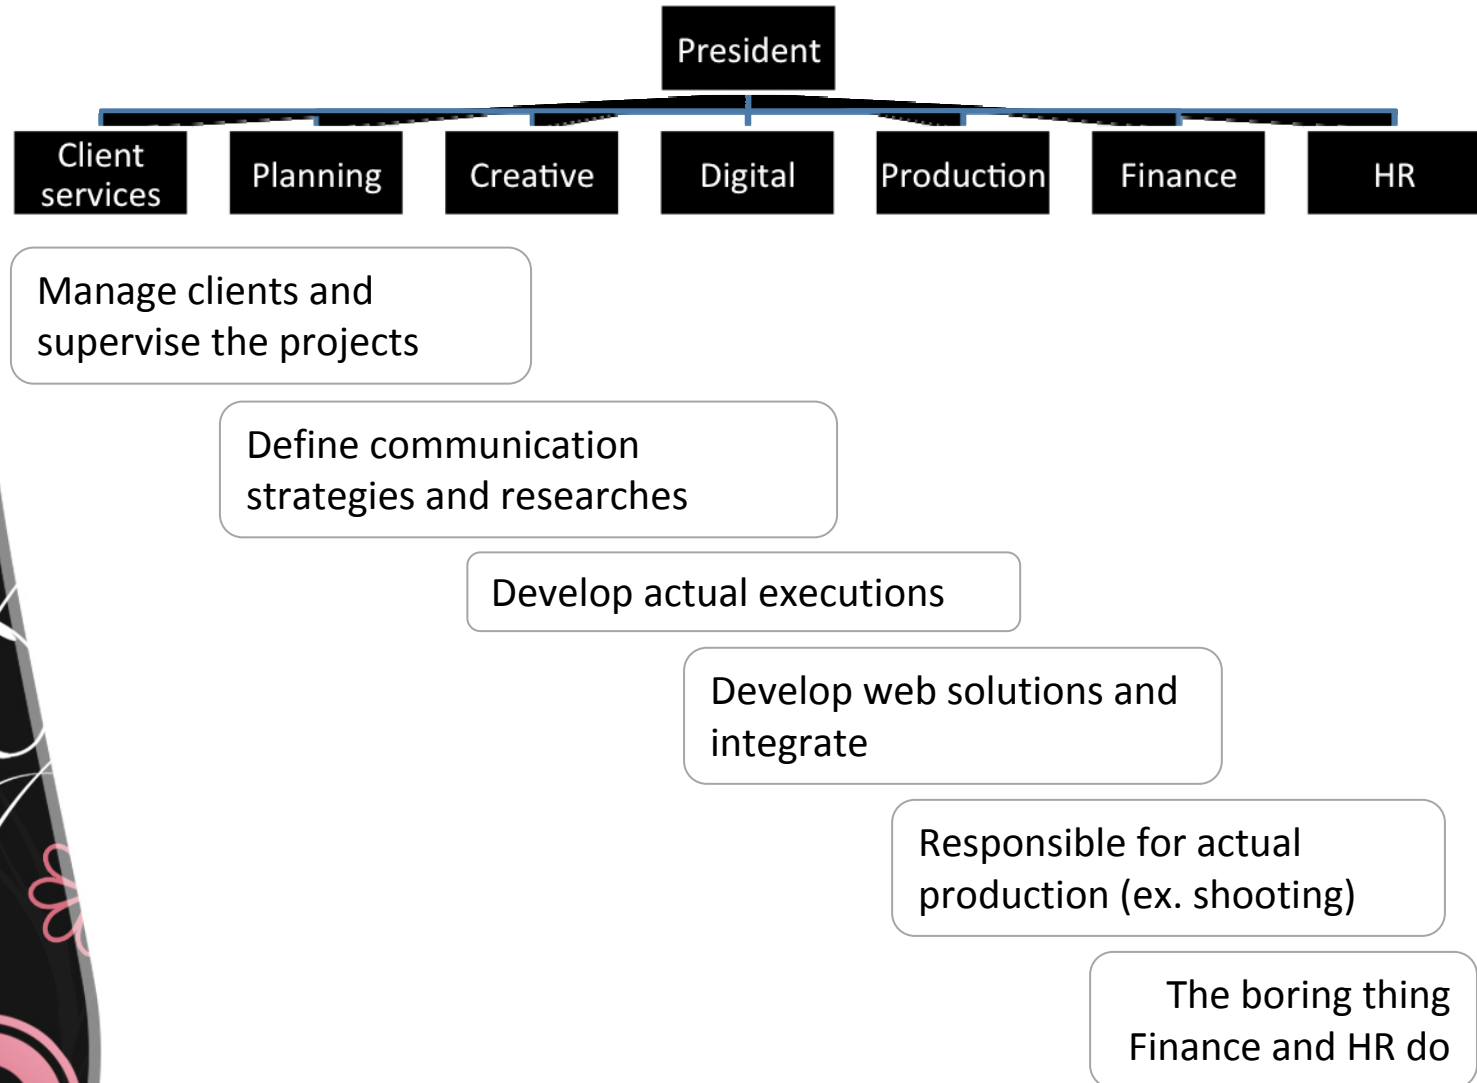 President
Client
services
Planning
Creative
Digital
Production
Finance
HR
Manage clients and
supervise the projects
Define communication
strategies and researches
Develop actual executions
Develop web solutions and
integrate
Responsible for actual
production (ex. shooting)
The boring thing
Finance and HR do